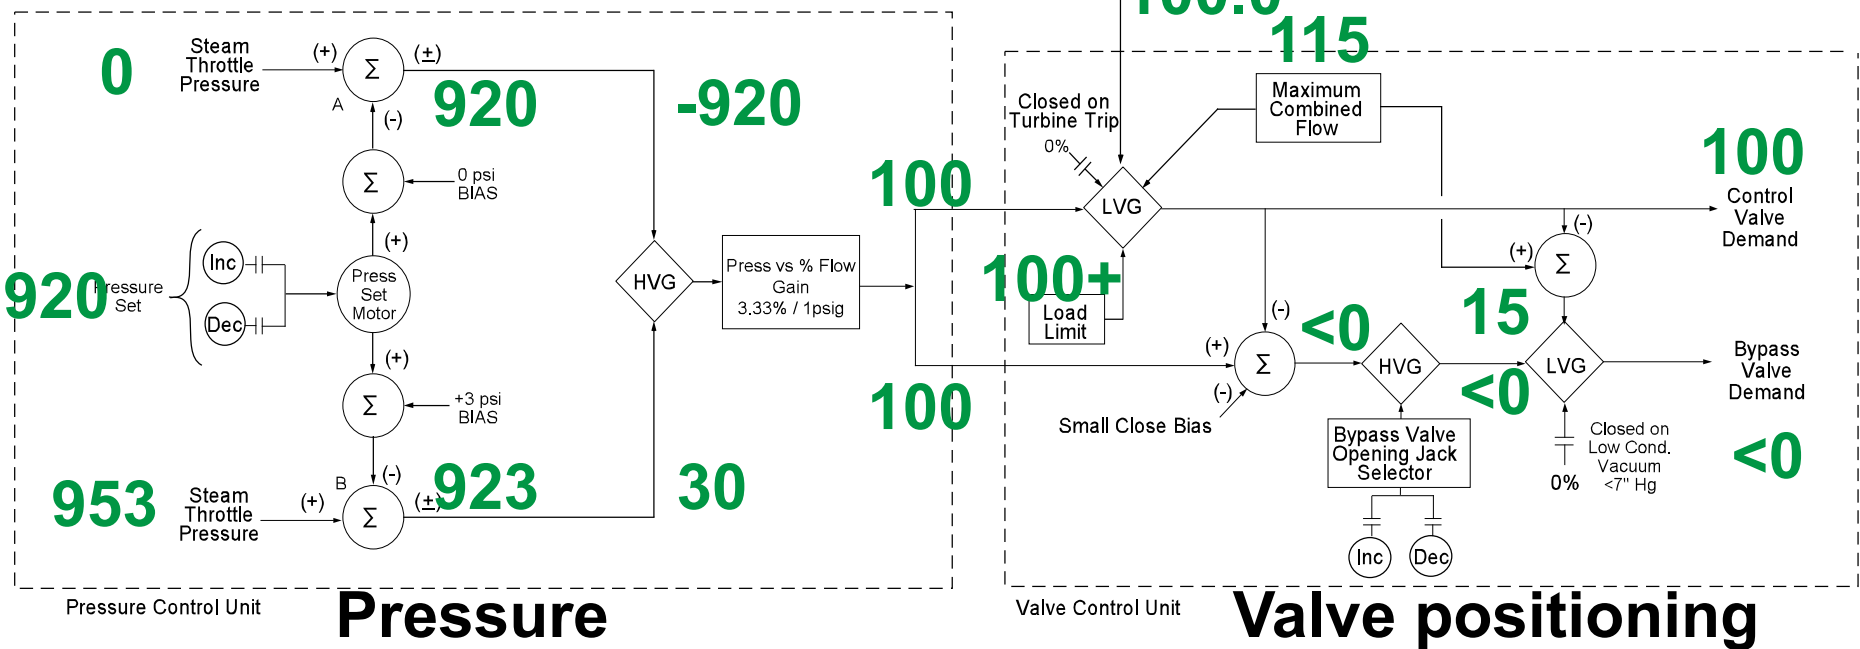 100.0
115
0
Steam
Throttle
Pressure
(+)
Σ
(±)
A
920
-920
(-)
Σ
0 psi
BIAS
(+)
920
Pressure
Set
Inc
Dec
Press
Set
Motor
(+)
Σ
+3 psi
BIAS
(-)
B
953
Steam
Throttle
Pressure
(+)
Σ
(±)
923
30
HVG
Press vs % Flow
Gain
3.33% / 1psig
100
100
Pressure Control Unit
Pressure
Closed on
Turbine Trip
0%
LVG
Maximum
Combined
Flow
100
Control
Valve
Demand
100+
Load
Limit
(-)
(+)
Σ
(-)
(+)
Σ
(-)
Small Close Bias
<0
HVG
15
<0
LVG
Bypass
Valve
Demand
<0
Bypass Valve
Opening Jack
Selector
Inc
Dec
Closed on
Low Cond.
Vacuum
<7" Hg
0%
Valve Control Unit
Valve positioning